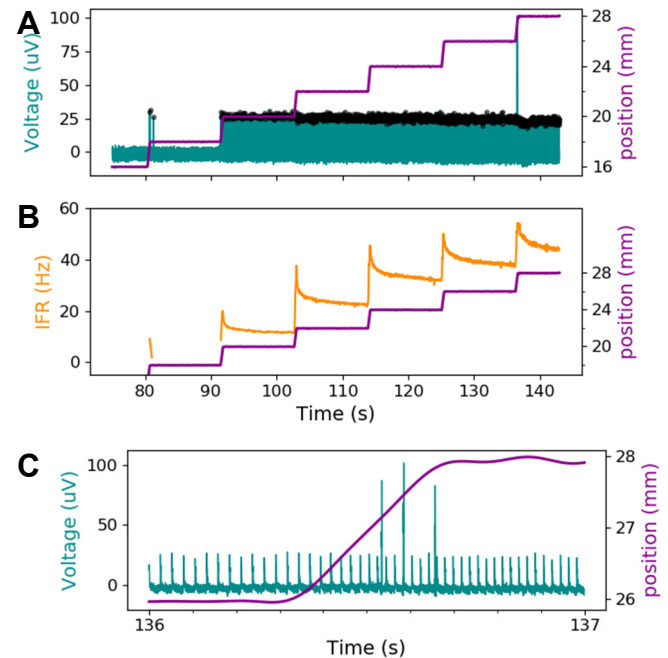 A
Voltage (uV)
100
75
50
25
0
28
24
20
16
position (mm)
B
IFR (Hz)
60
40
20
0
28
24
20
position (mm)
80 90 100 110 120 130 140
Time (s)
C
Voltage (uV)
100
50
0
28
27
26
position (mm)
136 137
Time (s)